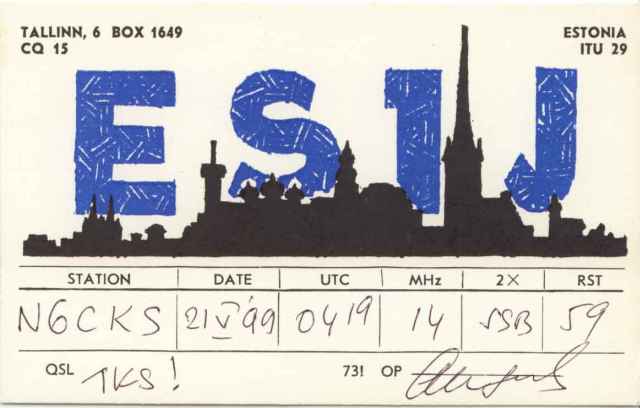 TALLINN, 6 BOX 1649 ESTONIA
CQ 15 ITU 29
ES1J
STATION DATE UTC MHz 2X RST
N6CKS 21 V '99 0419 14 SSB 59
QSL TKS! 73! OP